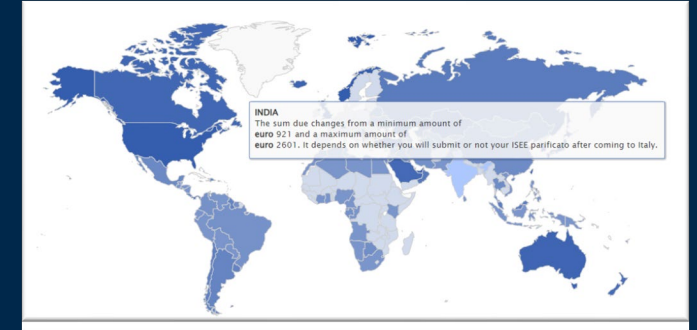 INDIA
The sum due changes from a minimum amount of
euro 921 and a maximum amount of
euro 2601. It depends on whether you will submit or not your ISEE parificato after coming to Italy.